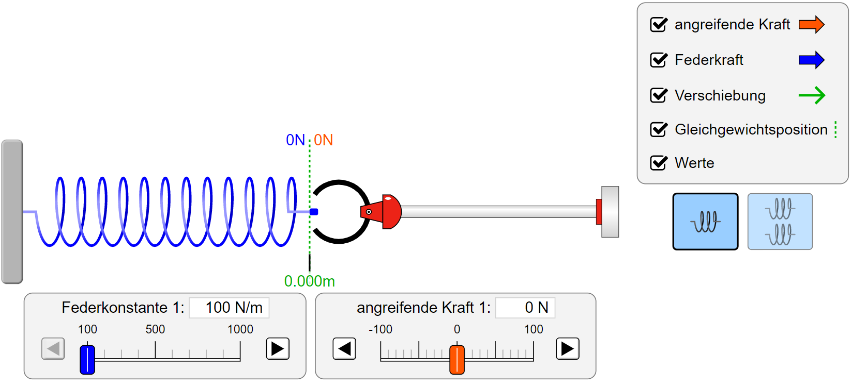 angreifende Kraft
Federkraft
Verschiebung
Gleichgewichtsposition
Werte
0N 0N
0.000m
Federkonstante 1: 100 N/m
100 500 1000
angreifende Kraft 1: 0 N
-100 0 100